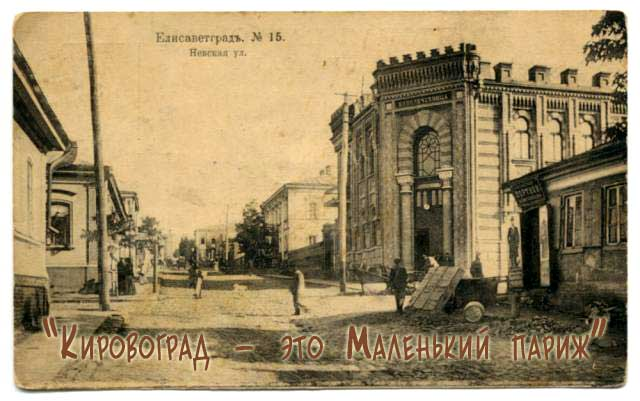 Елисаветградъ. № 15.
Невская ул.
"Кировоград – это Маленький париж"